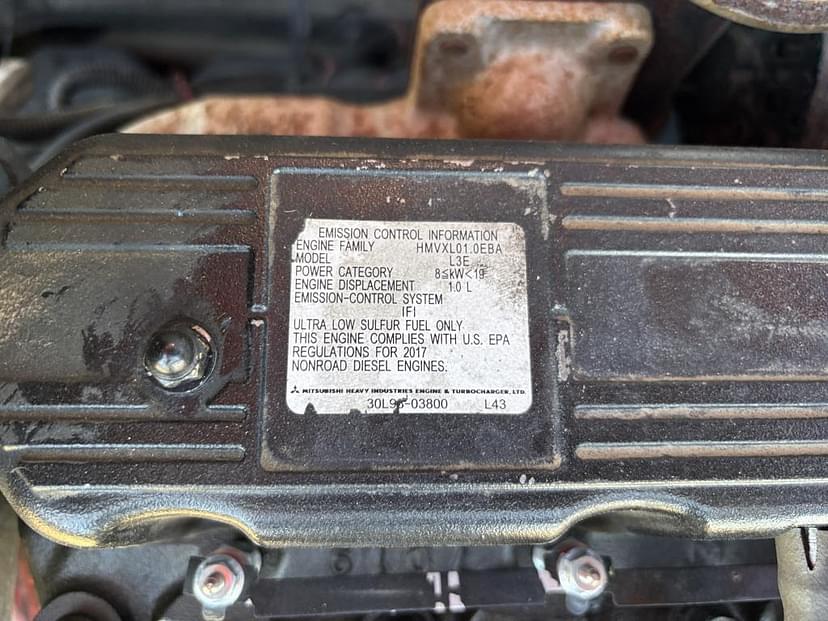 EMISSION CONTROL INFORMATION
ENGINE FAMILY HMVXL01.0EBA
MODEL L3E
POWER CATEGORY 8≤kW<19
ENGINE DISPLACEMENT 1.0 L
EMISSION-CONTROL SYSTEM
IFI
ULTRA LOW SULFUR FUEL ONLY
THIS ENGINE COMPLIES WITH U.S. EPA
REGULATIONS FOR 2017
NONROAD DIESEL ENGINES.
MITSUBISHI HEAVY INDUSTRIES ENGINE & TURBOCHARGER, LTD.
-03800 L43